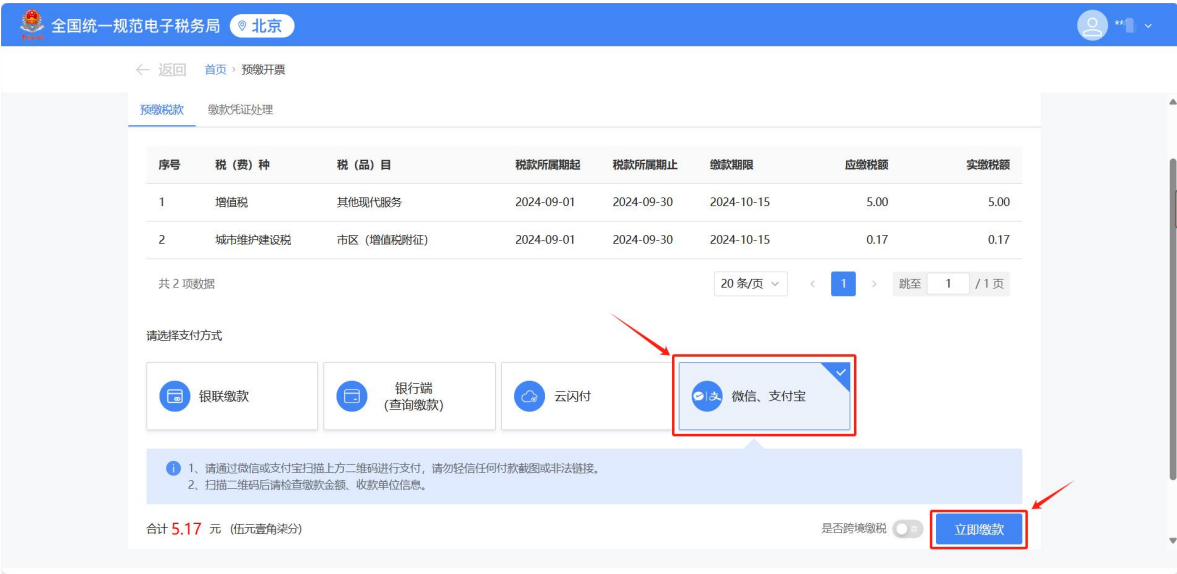 全国统一规范电子税务局 北京 **
返回 首页 › 预缴开票
预缴税款 缴款凭证处理
序号 税（费）种 税（品）目 税款所属期起 税款所属期止 缴款期限 应缴税额 实缴税额
1 增值税 其他现代服务 2024-09-01 2024-09-30 2024-10-15 5.00 5.00
2 城市维护建设税 市区（增值税附征） 2024-09-01 2024-09-30 2024-10-15 0.17 0.17
共 2 项数据 20 条/页 1 跳至 1 / 1 页
请选择支付方式
银联缴款
银行端
(查询缴款)
云闪付
微信、支付宝
1、请通过微信或支付宝扫描上方二维码进行支付，请勿轻信任何付款截图或非法链接。
2、扫描二维码后请检查缴款金额、收款单位信息。
合计 5.17 元 （伍元壹角柒分） 是否跨境缴税 立即缴款